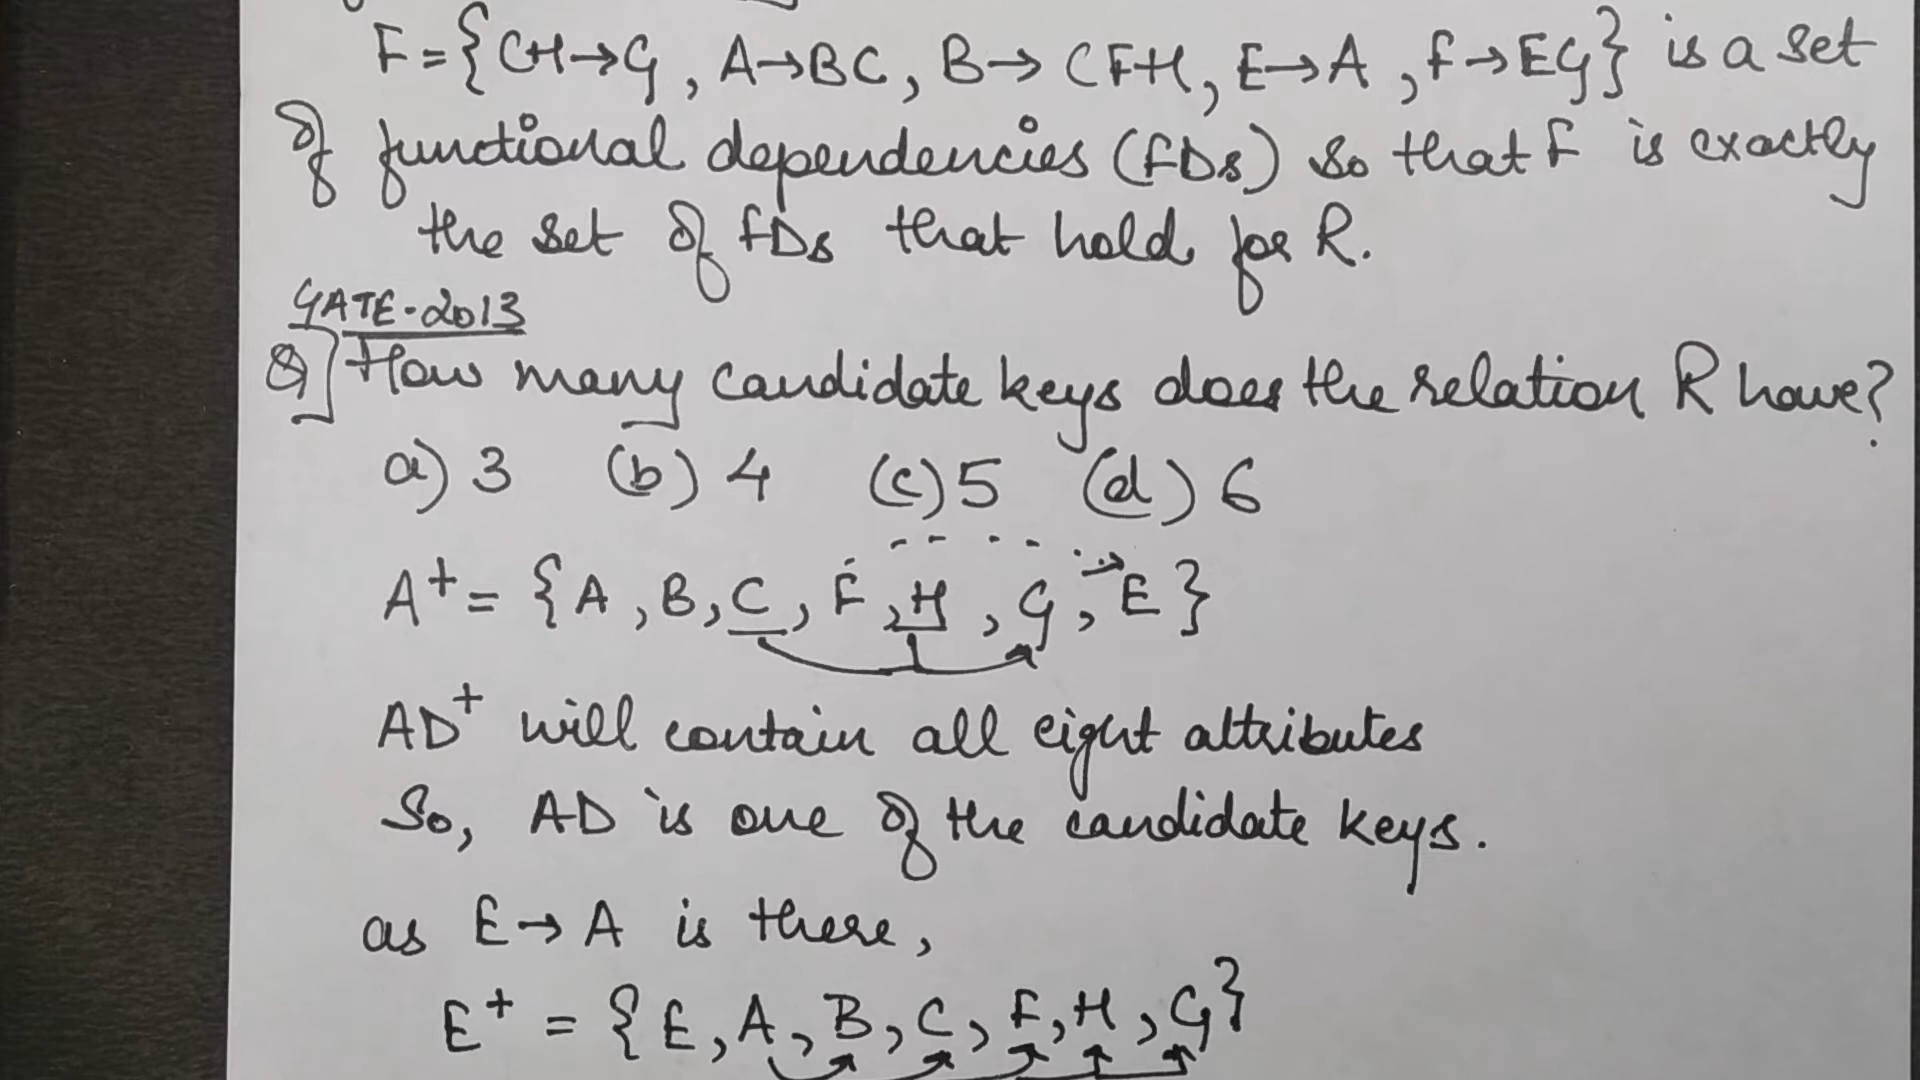 F={CH→G, A→BC, B→CFH, E→A, F→EG} is a set
of functional dependencies (FDs) so that F is exactly
the set of FDs that hold for R.
GATE-2013
Q] How many candidate keys does the relation R have?
a) 3 (b) 4 (c) 5 (d) 6
A+ = {A, B, C, F, H, G, E}
AD+ will contain all eight attributes
So, AD is one of the candidate keys.
as E→A is there,
E+ = {E, A, B, C, F, H, G}